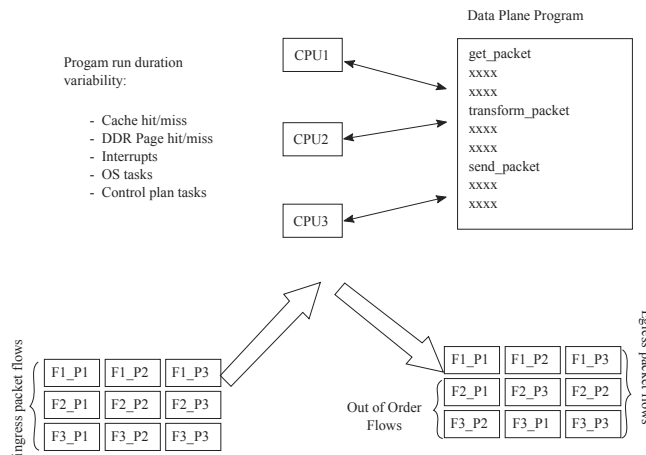 Data Plane Program
Progam run duration
variability:
- Cache hit/miss
- DDR Page hit/miss
- Interrupts
- OS tasks
- Control plan tasks
CPU1
CPU2
CPU3
get_packet
xxxx
xxxx
transform_packet
xxxx
xxxx
send_packet
xxxx
xxxx
ingress packet flows
F1_P1 F1_P2 F1_P3
F2_P1 F2_P2 F2_P3
F3_P1 F3_P2 F3_P3
Out of Order
Flows
F1_P1 F1_P2 F1_P3
F2_P1 F2_P3 F2_P2
F3_P2 F3_P1 F3_P3
Egress packet flows